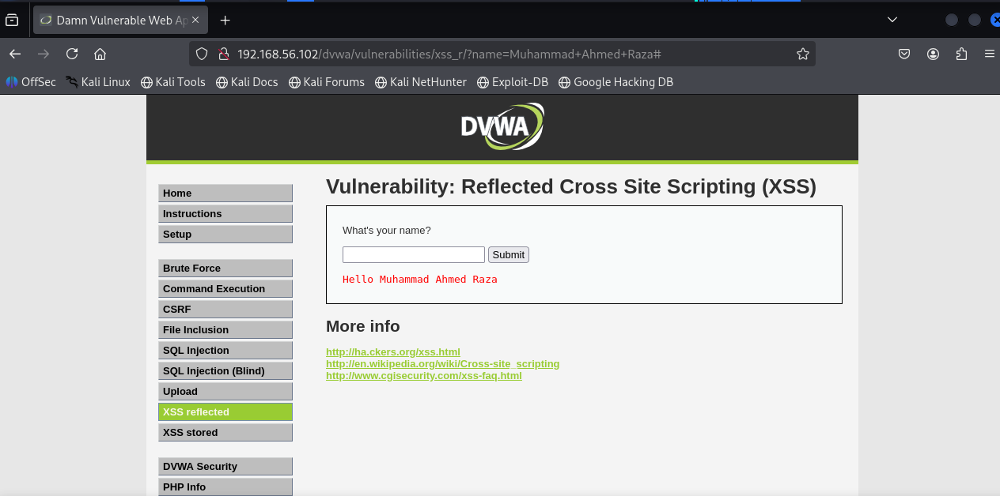 Damn Vulnerable Web Ap
192.168.56.102/dvwa/vulnerabilities/xss_r/?name=Muhammad+Ahmed+Raza#
OffSec Kali Linux Kali Tools Kali Docs Kali Forums Kali NetHunter Exploit-DB Google Hacking DB
DVWA
Home
Instructions
Setup
Brute Force
Command Execution
CSRF
File Inclusion
SQL Injection
SQL Injection (Blind)
Upload
XSS reflected
XSS stored
DVWA Security
PHP Info
Vulnerability: Reflected Cross Site Scripting (XSS)
What's your name?
Submit
Hello Muhammad Ahmed Raza
More info
http://ha.ckers.org/xss.html
http://en.wikipedia.org/wiki/Cross-site_scripting
http://www.cgisecurity.com/xss-faq.html